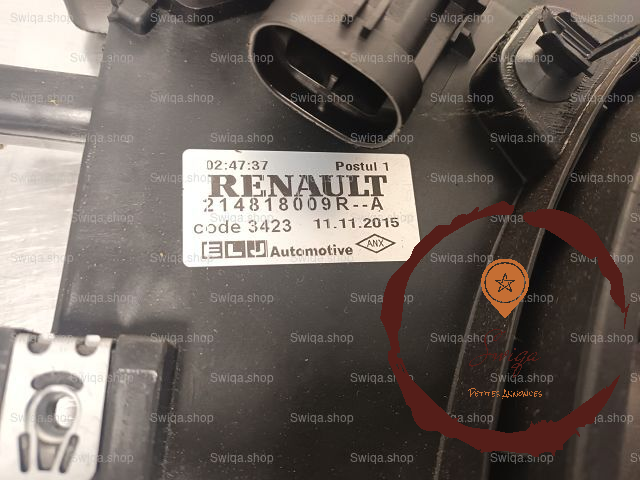 02:47:37 Postul 1
RENAULT
214818009R--A
code 3423 11.11.2015
ELJ Automotive ANX
Swiqa
Petites Annonces
Swiqa.shop